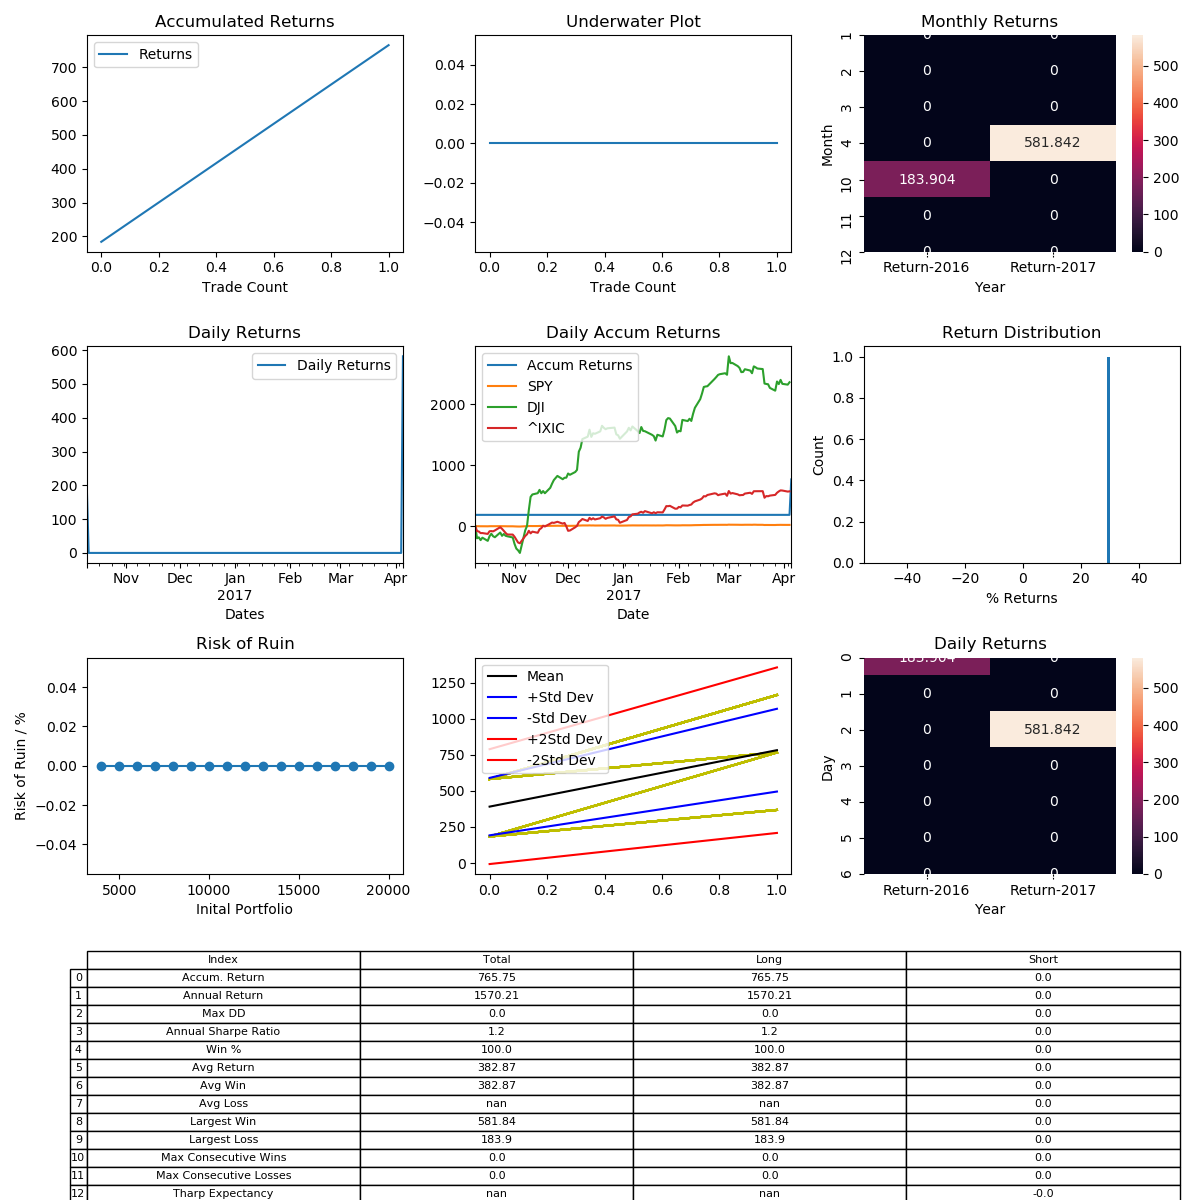 Accumulated Returns
Returns
700
600
500
400
300
200
0.0 0.2 0.4 0.6 0.8 1.0
Trade Count
Underwater Plot
0.04
0.02
0.00
−0.02
−0.04
0.0 0.2 0.4 0.6 0.8 1.0
Trade Count
Monthly Returns
Month
1 0 0
2 0 0
3 0 0
4 0 581.842
10 183.904 0
11 0 0
12 0 0
Return-2016 Return-2017
Year
500
400
300
200
100
0
Daily Returns
Daily Returns
600
500
400
300
200
100
0
Nov Dec Jan Feb Mar Apr
2017
Dates
Daily Accum Returns
Accum Returns
SPY
DJI
^IXIC
2000
1000
0
Nov Dec Jan Feb Mar Apr
2017
Date
Return Distribution
Count
1.0
0.8
0.6
0.4
0.2
0.0
−40 −20 0 20 40
% Returns
Risk of Ruin
Risk of Ruin / %
0.04
0.02
0.00
−0.02
−0.04
5000 10000 15000 20000
Inital Portfolio
Mean
+Std Dev
-Std Dev
+2Std Dev
-2Std Dev
1250
1000
750
500
250
0
0.0 0.2 0.4 0.6 0.8 1.0
Daily Returns
Day
0 183.904 0
1 0 0
2 0 581.842
3 0 0
4 0 0
5 0 0
6 0 0
Return-2016 Return-2017
Year
500
400
300
200
100
0
Index Total Long Short
0 Accum. Return 765.75 765.75 0.0
1 Annual Return 1570.21 1570.21 0.0
2 Max DD 0.0 0.0 0.0
3 Annual Sharpe Ratio 1.2 1.2 0.0
4 Win % 100.0 100.0 0.0
5 Avg Return 382.87 382.87 0.0
6 Avg Win 382.87 382.87 0.0
7 Avg Loss nan nan 0.0
8 Largest Win 581.84 581.84 0.0
9 Largest Loss 183.9 183.9 0.0
10 Max Consecutive Wins 0.0 0.0 0.0
11 Max Consecutive Losses 0.0 0.0 0.0
12 Tharp Expectancy nan nan -0.0